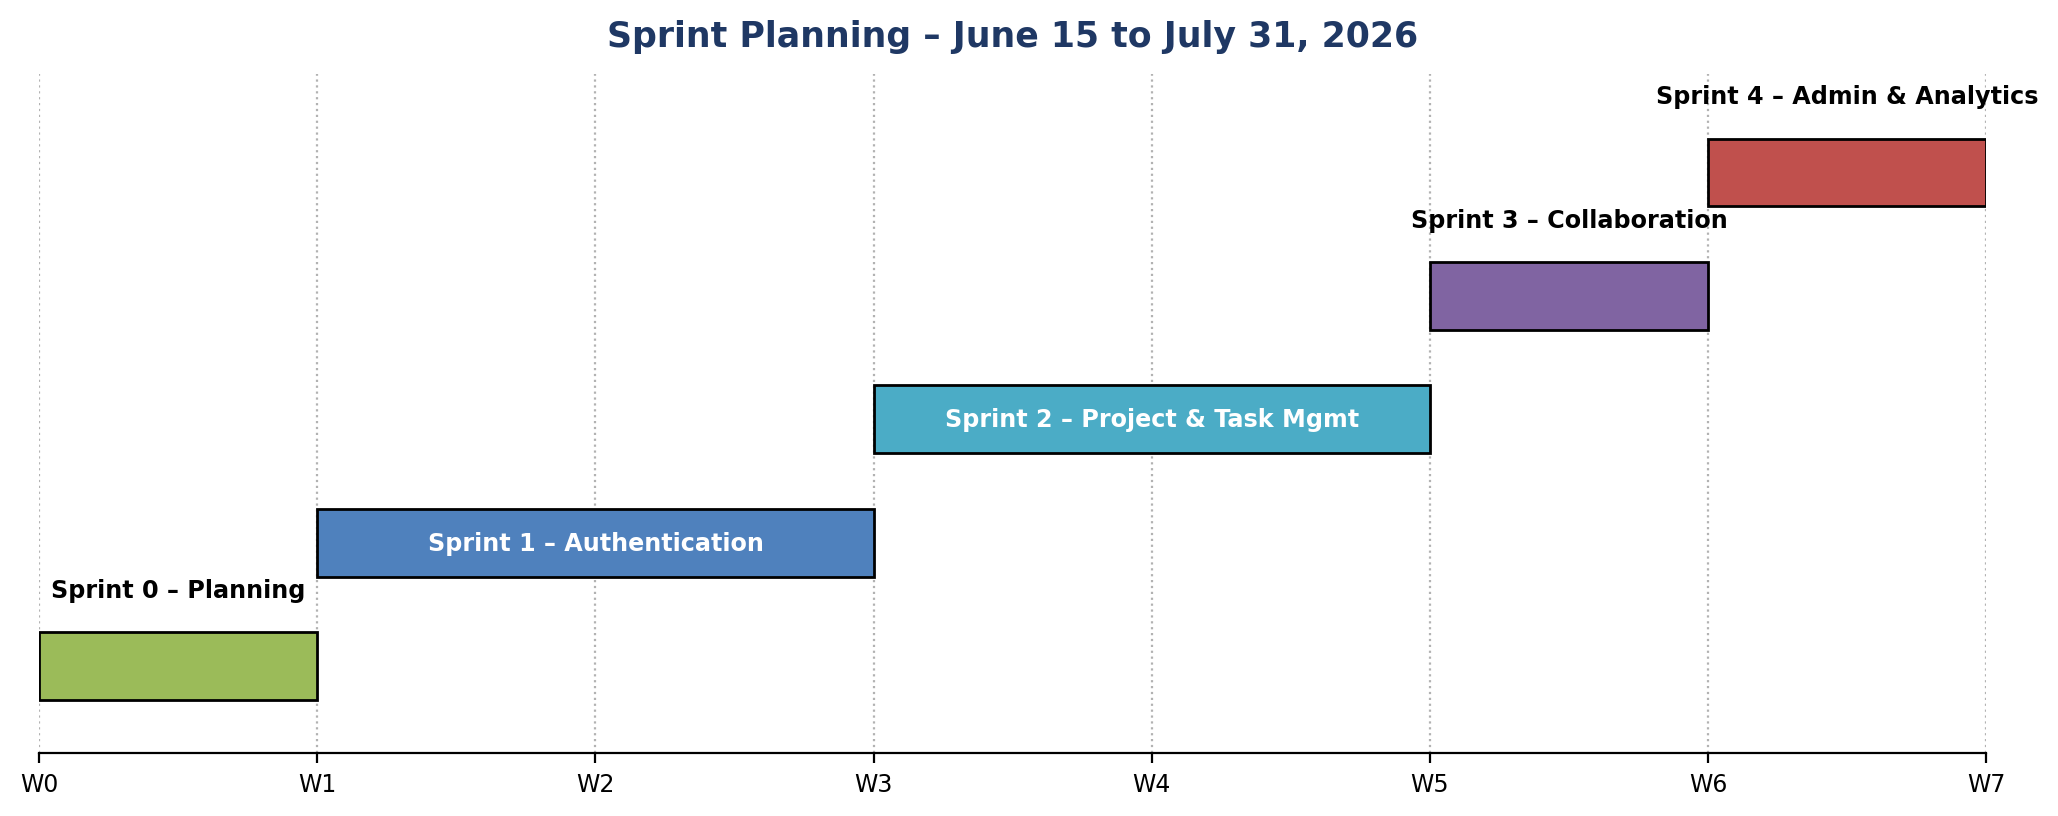 Sprint Planning – June 15 to July 31, 2026
Sprint 4 – Admin & Analytics
Sprint 3 – Collaboration
Sprint 2 – Project & Task Mgmt
Sprint 1 – Authentication
Sprint 0 – Planning
W0 W1 W2 W3 W4 W5 W6 W7